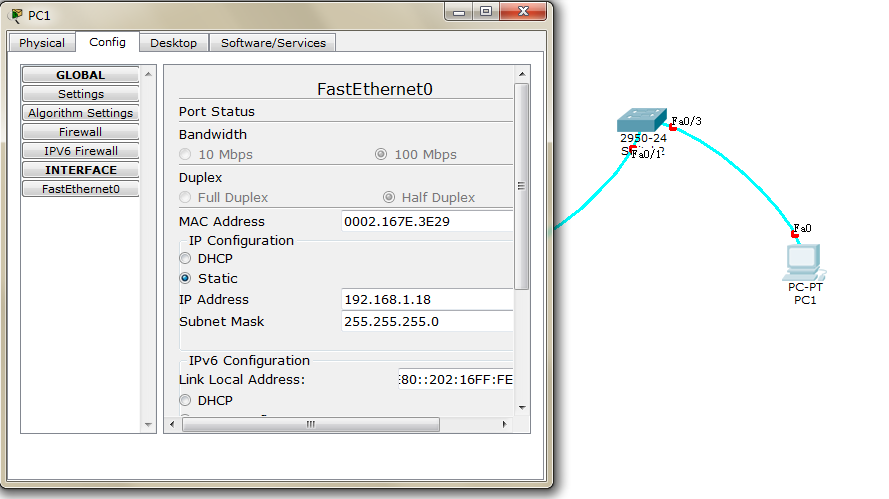 PC1
Physical Config Desktop Software/Services
GLOBAL
Settings
Algorithm Settings
Firewall
IPV6 Firewall
INTERFACE
FastEthernet0
FastEthernet0
Port Status
Bandwidth
10 Mbps 100 Mbps
Duplex
Full Duplex Half Duplex
MAC Address 0002.167E.3E29
IP Configuration
DHCP
Static
IP Address 192.168.1.18
Subnet Mask 255.255.255.0
IPv6 Configuration
Link Local Address: E80::202:16FF:FE
DHCP
Fa0/3
2950-24
Fa0/1
Fa0
PC-PT
PC1